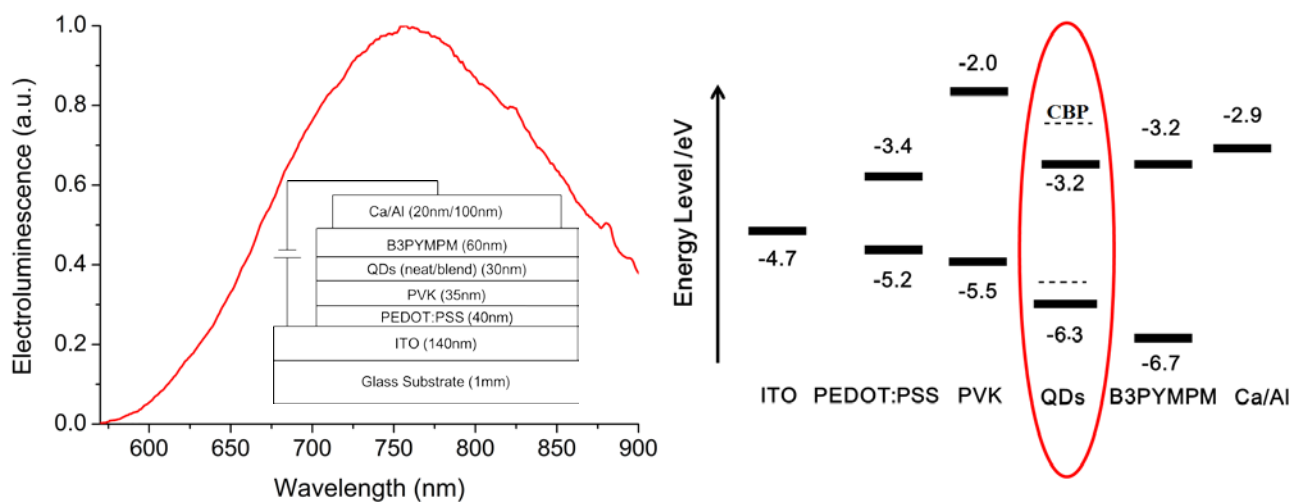 Electroluminescence (a.u.)
1.0
0.8
0.6
0.4
0.2
0.0
Ca/Al (20nm/100nm)
B3PYMPM (60nm)
QDs (neat/blend) (30nm)
PVK (35nm)
PEDOT:PSS (40nm)
ITO (140nm)
Glass Substrate (1mm)
600 650 700 750 800 850 900
Wavelength (nm)
Energy Level /eV
-2.0
CBP
-3.4
-3.2
-3.2
-2.9
-4.7
-5.2
-5.5
-6.3
-6.7
ITO PEDOT:PSS PVK QDs B3PYMPM Ca/Al